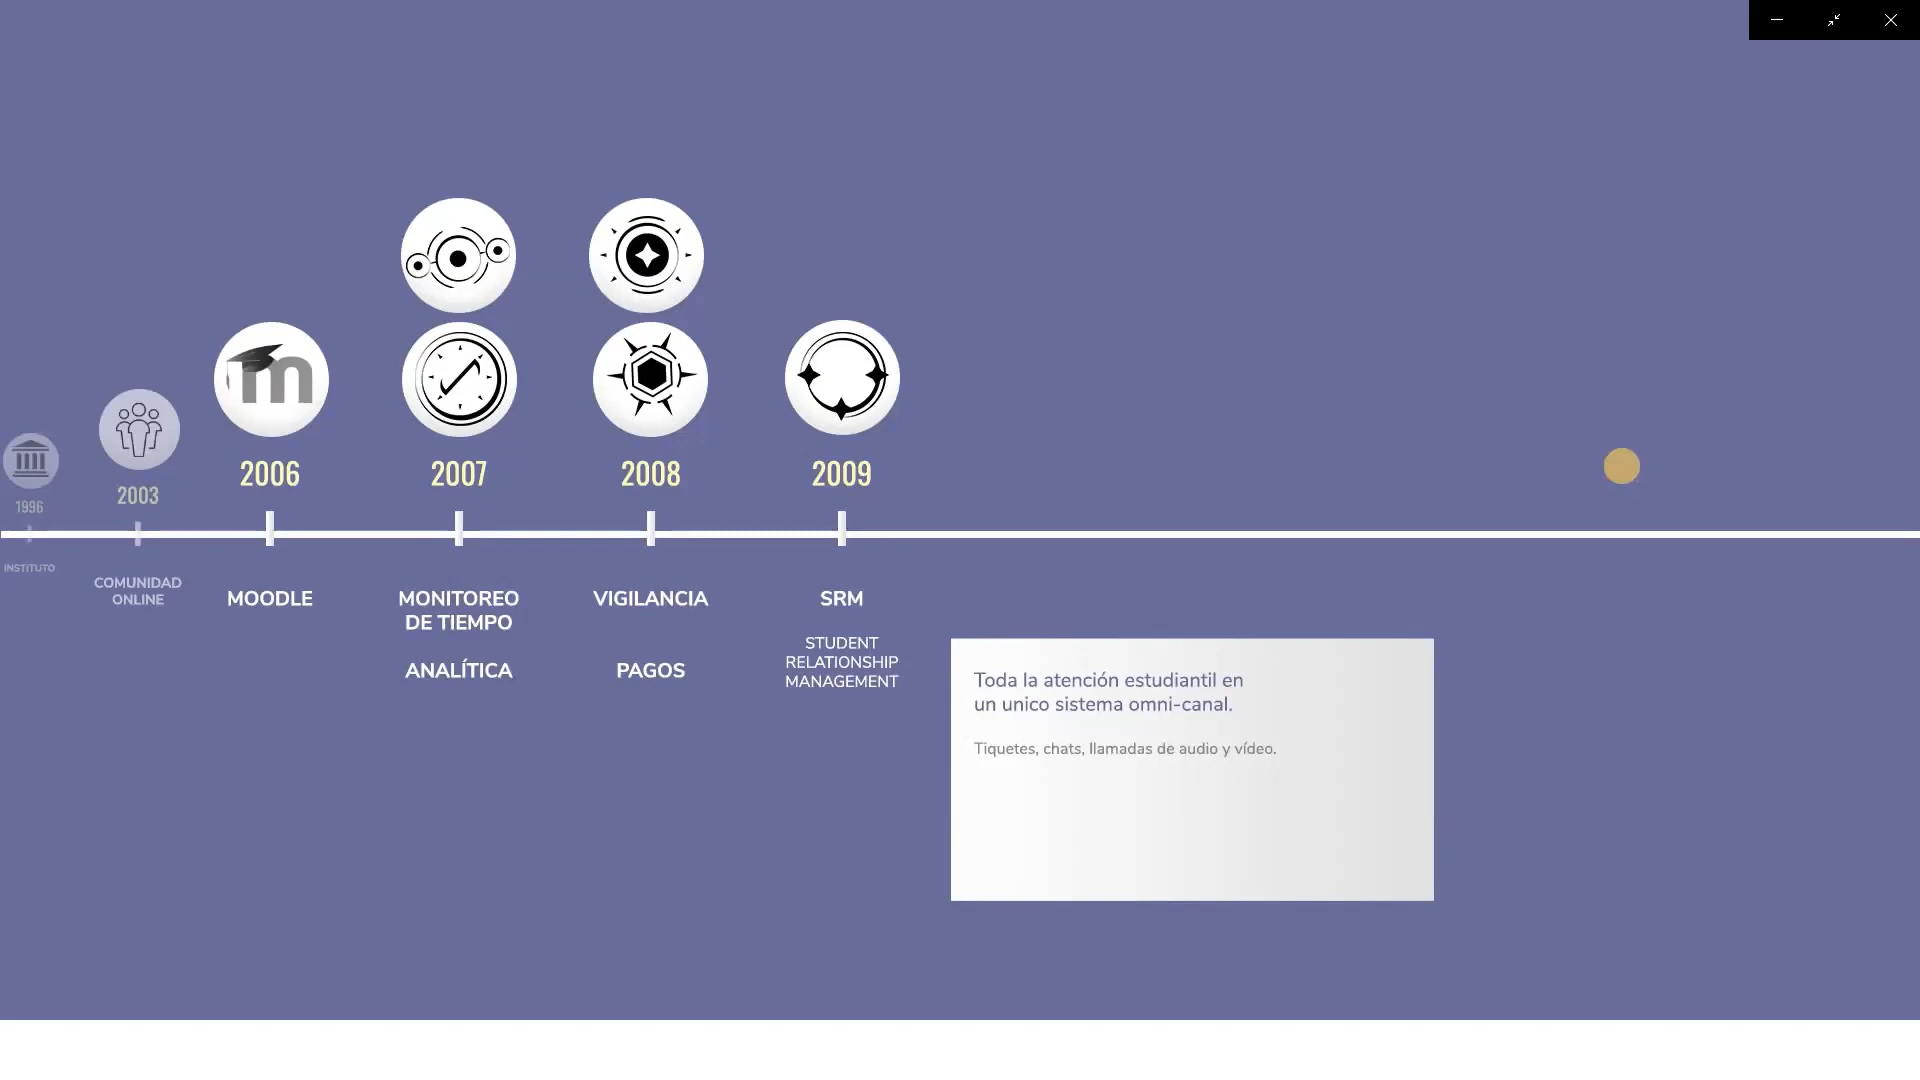 1996
INSTITUTO
2003
COMUNIDAD
ONLINE
m
2006
MOODLE
2007
MONITOREO
DE TIEMPO
ANALÍTICA
2008
VIGILANCIA
PAGOS
2009
SRM
STUDENT
RELATIONSHIP
MANAGEMENT
Toda la atención estudiantil en
un unico sistema omni-canal.
Tiquetes, chats, llamadas de audio y vídeo.